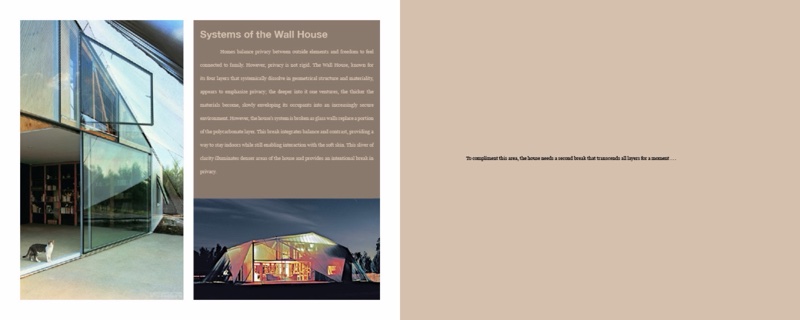 Systems of the Wall House
Homes balance privacy between outside elements and freedom to feel
connected to family. However, privacy is not rigid. The Wall House, known for
its four layers that systemically dissolve in geometrical structure and materiality,
appears to emphasize privacy, the deeper into it one ventures, the thicker the
materials become, slowly enveloping its occupants into an increasingly secure
environment. However, the house's system is broken as glass walls replace a portion
of the polycarbonate layer. This break integrates balance and contrast, providing a
way to stay indoors while still enabling interaction with the soft skin. This sliver of
clarity illuminates denser areas of the house and provides an intentional break in
privacy.
To compliment this area, the house needs a second break that transcends all layers for a moment . . .